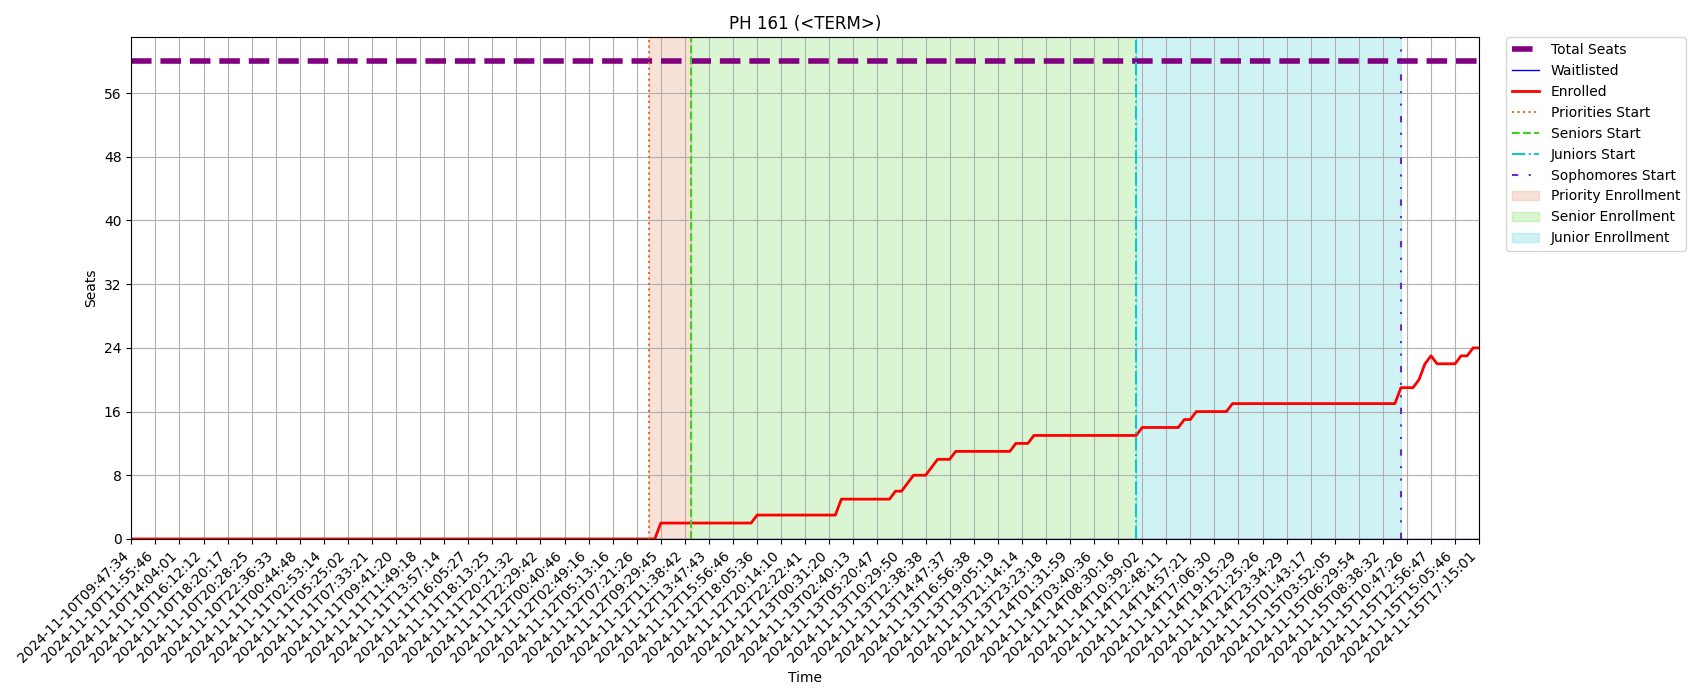 PH 161 (<TERM>)
Total Seats
Waitlisted
Enrolled
Priorities Start
Seniors Start
Juniors Start
Sophomores Start
Priority Enrollment
Senior Enrollment
Junior Enrollment
Seats
56
48
40
32
24
16
8
0
2024-11-10T09:47:34
2024-11-10T11:55:46
2024-11-10T14:04:01
2024-11-10T16:12:12
2024-11-10T18:20:17
2024-11-10T20:28:25
2024-11-10T22:36:33
2024-11-11T00:44:48
2024-11-11T02:53:14
2024-11-11T05:25:02
2024-11-11T07:33:21
2024-11-11T09:41:20
2024-11-11T11:49:18
2024-11-11T13:57:14
2024-11-11T16:05:27
2024-11-11T18:13:25
2024-11-11T20:21:32
2024-11-11T22:29:42
2024-11-12T00:40:46
2024-11-12T02:49:16
2024-11-12T05:13:16
2024-11-12T07:21:26
2024-11-12T09:29:45
2024-11-12T11:38:42
2024-11-12T13:47:43
2024-11-12T15:56:46
2024-11-12T18:05:36
2024-11-12T20:14:10
2024-11-12T22:22:41
2024-11-13T00:31:20
2024-11-13T02:40:13
2024-11-13T05:20:47
2024-11-13T10:29:50
2024-11-13T12:38:38
2024-11-13T14:47:37
2024-11-13T16:56:38
2024-11-13T19:05:19
2024-11-13T21:14:14
2024-11-13T23:23:18
2024-11-14T01:31:59
2024-11-14T03:40:36
2024-11-14T08:30:16
2024-11-14T10:39:02
2024-11-14T12:48:11
2024-11-14T14:57:21
2024-11-14T17:06:30
2024-11-14T19:15:29
2024-11-14T21:25:26
2024-11-14T23:34:29
2024-11-15T01:43:17
2024-11-15T03:52:05
2024-11-15T06:29:54
2024-11-15T08:38:32
2024-11-15T10:47:26
2024-11-15T12:56:47
2024-11-15T15:05:46
2024-11-15T17:15:01
Time